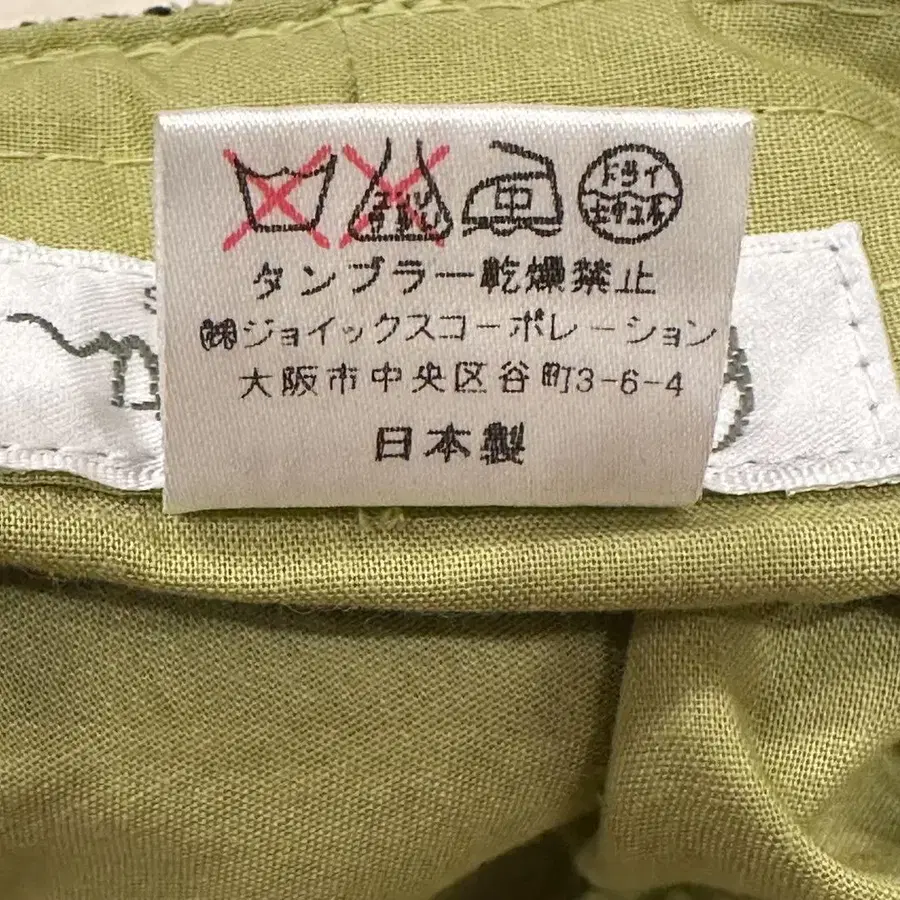 中
ドライ
セキユ系
タンブラー乾燥禁止
㈱ジョイックスコーポレーション
大阪市中央区谷町3-6-4
日本製